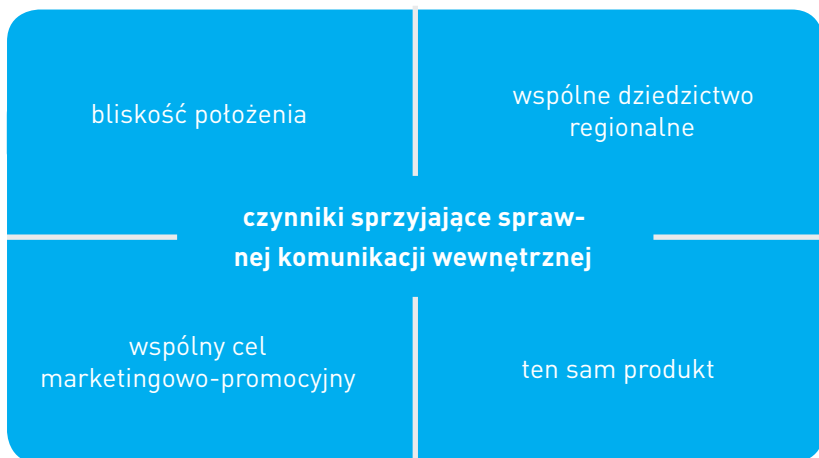 bliskość położenia
wspólne dziedzictwo
regionalne
czynniki sprzyjające spraw-
nej komunikacji wewnętrznej
wspólny cel
marketingowo-promocyjny
ten sam produkt